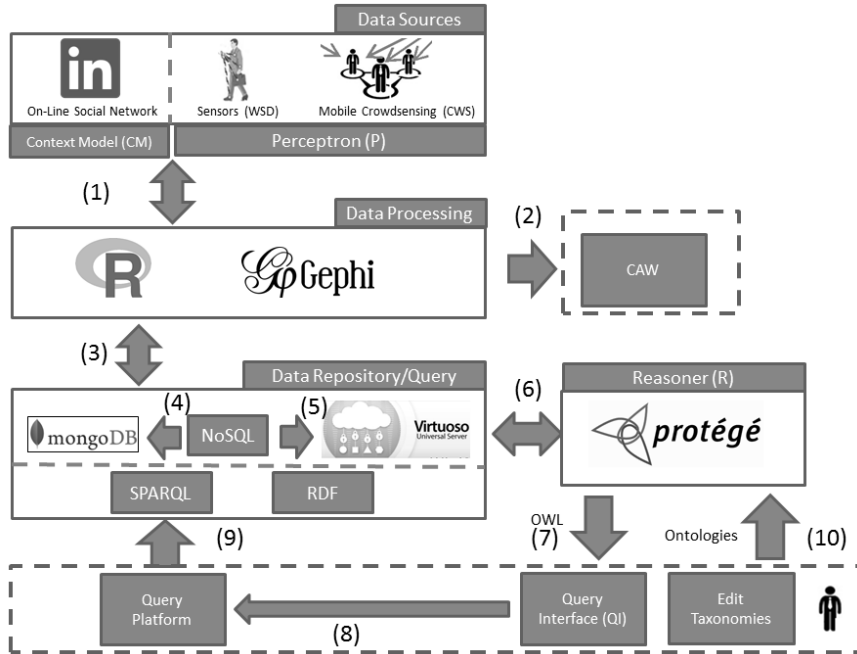 Data Sources
in
On-Line Social Network
Sensors (WSD)
Mobile Crowdsensing (CWS)
Context Model (CM)
Perceptron (P)
(1)
Data Processing
(2)
R
Gephi
CAW
(3)
Data Repository/Query
Reasoner (R)
(4)
(5)
(6)
mongoDB
NoSQL
Virtuoso
Universal Server
protégé
SPARQL
RDF
(9)
OWL
(7)
Ontologies
(10)
Query
Platform
(8)
Query
Interface (QI)
Edit
Taxonomies